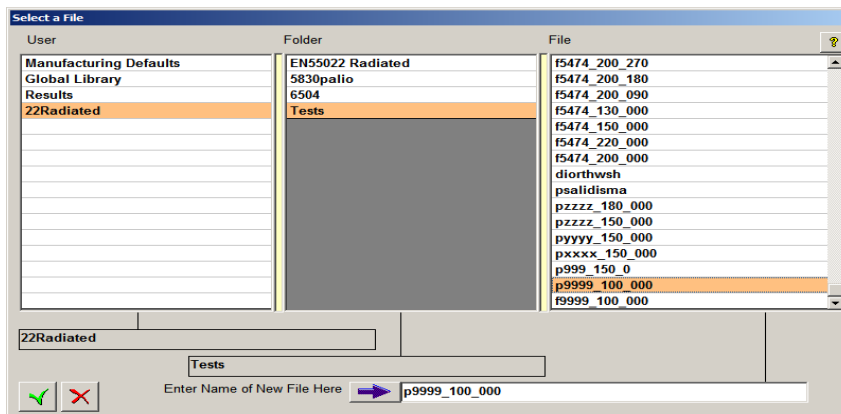 Select a File
User Folder File
?
Manufacturing Defaults EN55022 Radiated f5474_200_270
Global Library 5830palio f5474_200_180
Results 6504 f5474_200_090
22Radiated Tests f5474_130_000
f5474_150_000
f5474_220_000
f5474_200_000
diorthwsh
psalidisma
pzzzz_180_000
pzzzz_150_000
pyyyy_150_000
pxxxx_150_000
p999_150_0
p9999_100_000
f9999_100_000
22Radiated
Tests
Enter Name of New File Here p9999_100_000